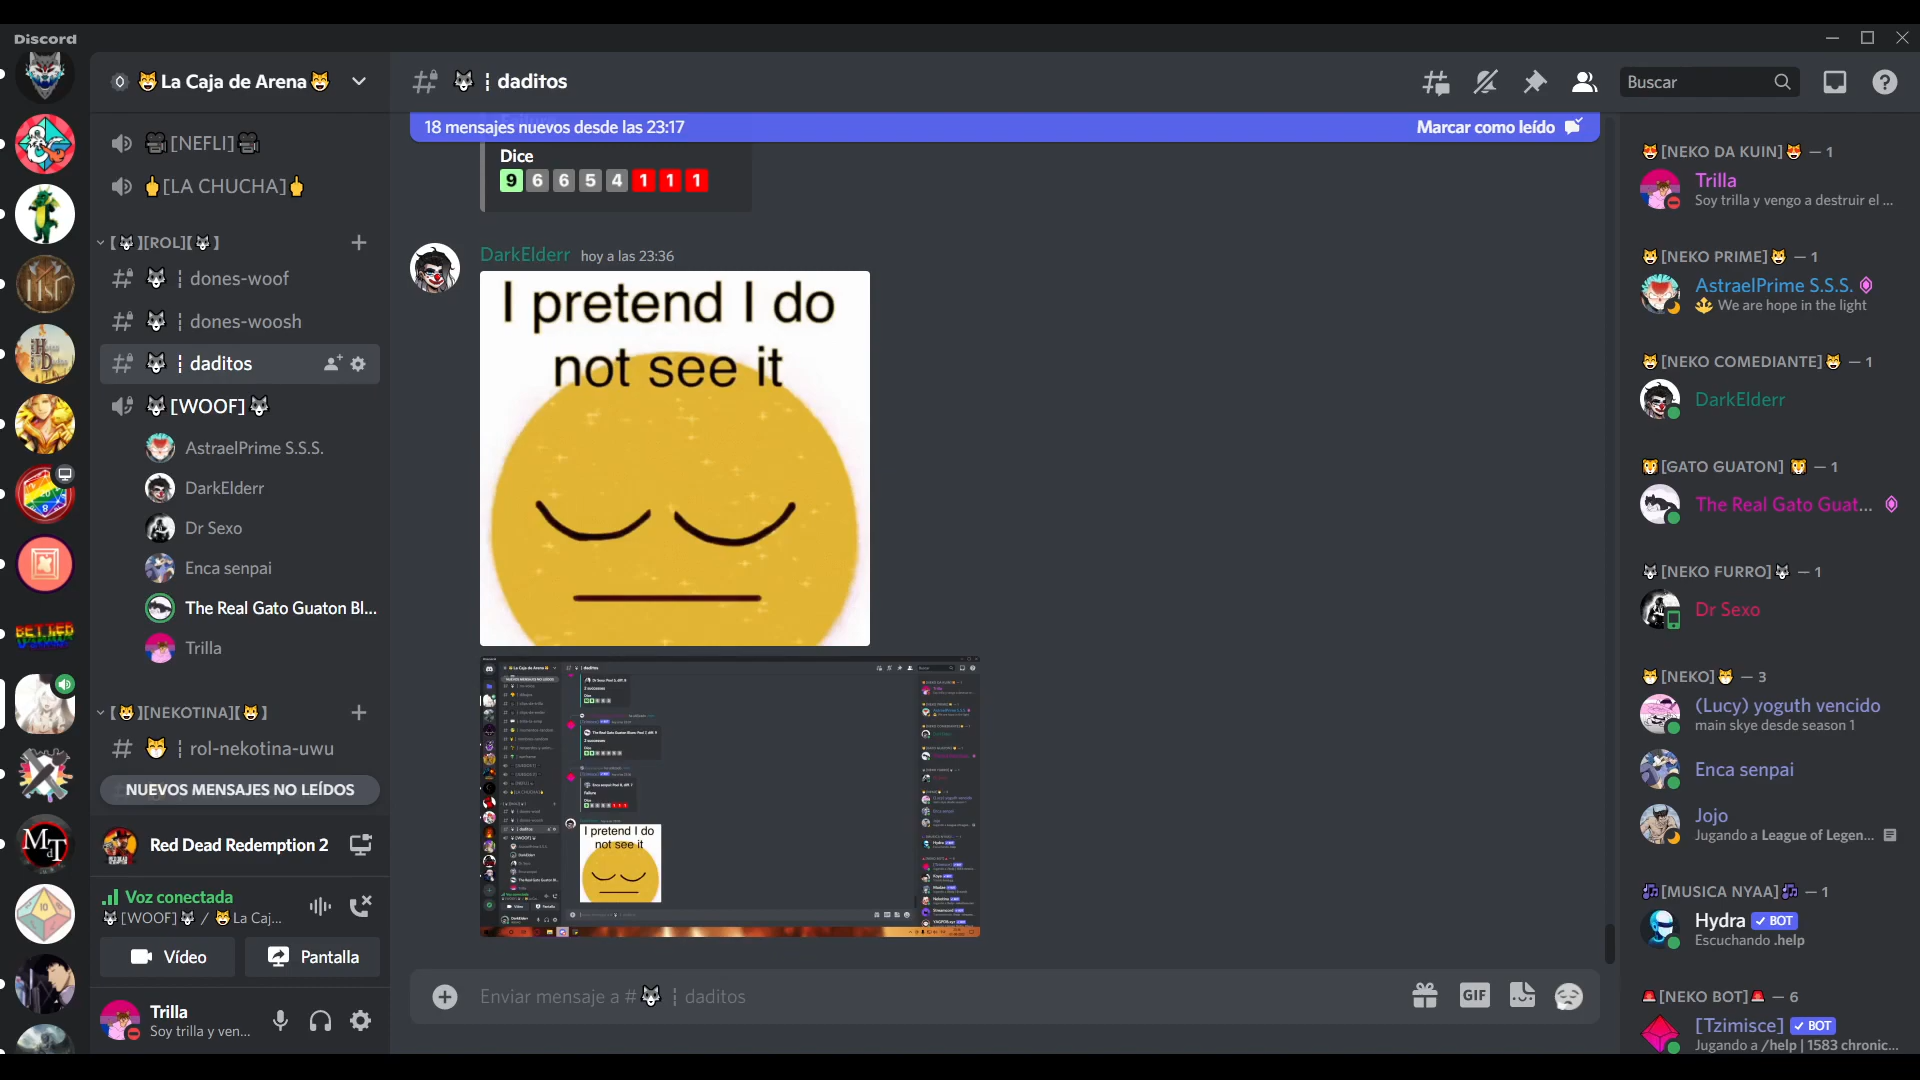 Discord
La Caja de Arena
[NEFLI]
[LA CHUCHA]
[ ][ROL][ ]
¦ dones-woof
¦ dones-woosh
¦ daditos
[WOOF]
AstraelPrime S.S.S.
DarkElderr
Dr Sexo
Enca senpai
The Real Gato Guaton Bl...
Trilla
[ ][NEKOTINA][ ]
¦ rol-nekotina-uwu
NUEVOS MENSAJES NO LEÍDOS
Red Dead Redemption 2
Voz conectada
[WOOF] / La Caj...
Vídeo
Pantalla
Trilla
Soy trilla y ven...
¦ daditos
Buscar
18 mensajes nuevos desde las 23:17
Marcar como leído
Dice
9 6 6 5 4 1 1 1
DarkElderr hoy a las 23:36
I pretend I do
not see it
I pretend I do
not see it
Enviar mensaje a # ¦ daditos
GIF
[NEKO DA KUIN] — 1
Trilla
Soy trilla y vengo a destruir el ...
[NEKO PRIME] — 1
AstraelPrime S.S.S.
We are hope in the light
[NEKO COMEDIANTE] — 1
DarkElderr
[GATO GUATON] — 1
The Real Gato Guat...
[NEKO FURRO] — 1
Dr Sexo
[NEKO] — 3
(Lucy) yoguth vencido
main skye desde season 1
Enca senpai
Jojo
Jugando a League of Legen...
[MUSICA NYAA] — 1
Hydra BOT
Escuchando .help
[NEKO BOT] — 6
[Tzimisce] BOT
Jugando a /help | 1583 chronic...